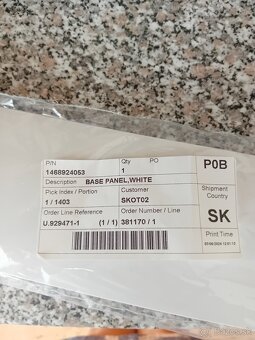 P/N Qty PO
1468924053 1
Description BASE PANEL,WHITE
Pick Index / Portion Customer
1 / 1403 SKOT02
Order Line Reference Order Number / Line
U.929471-1 (1 / 1) 381170 / 1
P0B
Shipment
Country
SK
Print Time